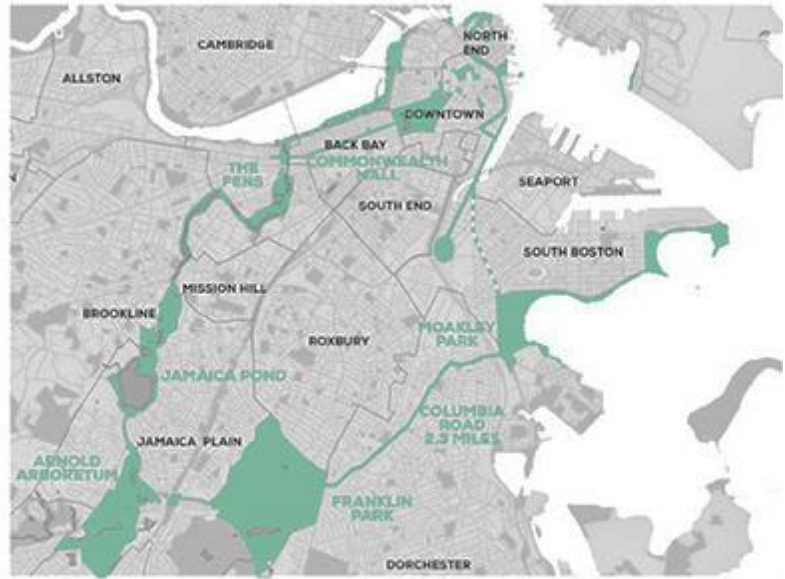 CAMBRIDGE
NORTH
END
ALLSTON
DOWNTOWN
BACK BAY
COMMONWEALTH
MALL
THE
FENS
SEAPORT
SOUTH END
SOUTH BOSTON
MISSION HILL
BROOKLINE
MOAKLEY
PARK
ROXBURY
JAMAICA POND
COLUMBIA
ROAD
2.3 MILES
JAMAICA PLAIN
ARNOLD
ARBORETUM
FRANKLIN
PARK
DORCHESTER